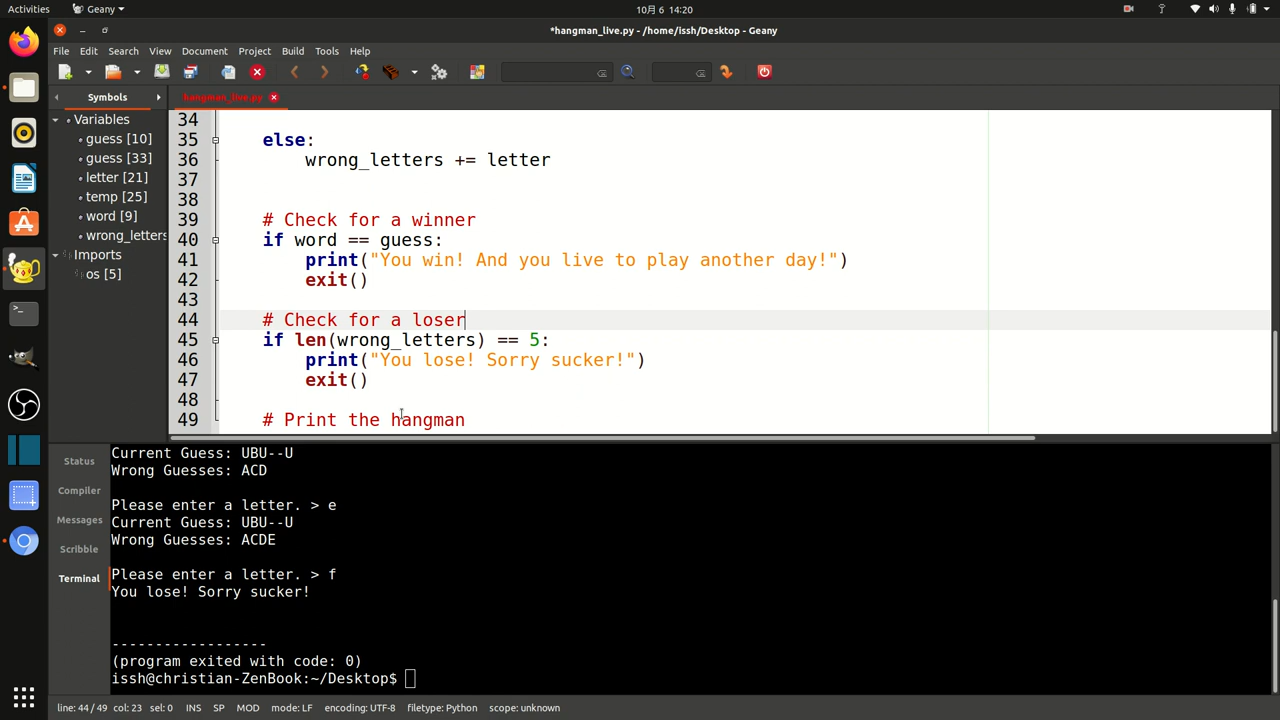 Activities
Geany
10月 6 14:20
*hangman_live.py - /home/issh/Desktop - Geany
File Edit Search View Document Project Build Tools Help
Symbols
hangman_live.py
Variables
guess [10]
guess [33]
letter [21]
temp [25]
word [9]
wrong_letters
Imports
os [5]
34
35 else:
36 wrong_letters += letter
37
38
39 # Check for a winner
40 if word == guess:
41 print("You win! And you live to play another day!")
42 exit()
43
44 # Check for a loser
45 if len(wrong_letters) == 5:
46 print("You lose! Sorry sucker!")
47 exit()
48
49 # Print the hangman
Status
Compiler
Messages
Scribble
Terminal
Current Guess: UBU--U
Wrong Guesses: ACD
Please enter a letter. > e
Current Guess: UBU--U
Wrong Guesses: ACDE
Please enter a letter. > f
You lose! Sorry sucker!
------------------
(program exited with code: 0)
issh@christian-ZenBook:~/Desktop$
line: 44 / 49 col: 23 sel: 0 INS SP MOD mode: LF encoding: UTF-8 filetype: Python scope: unknown